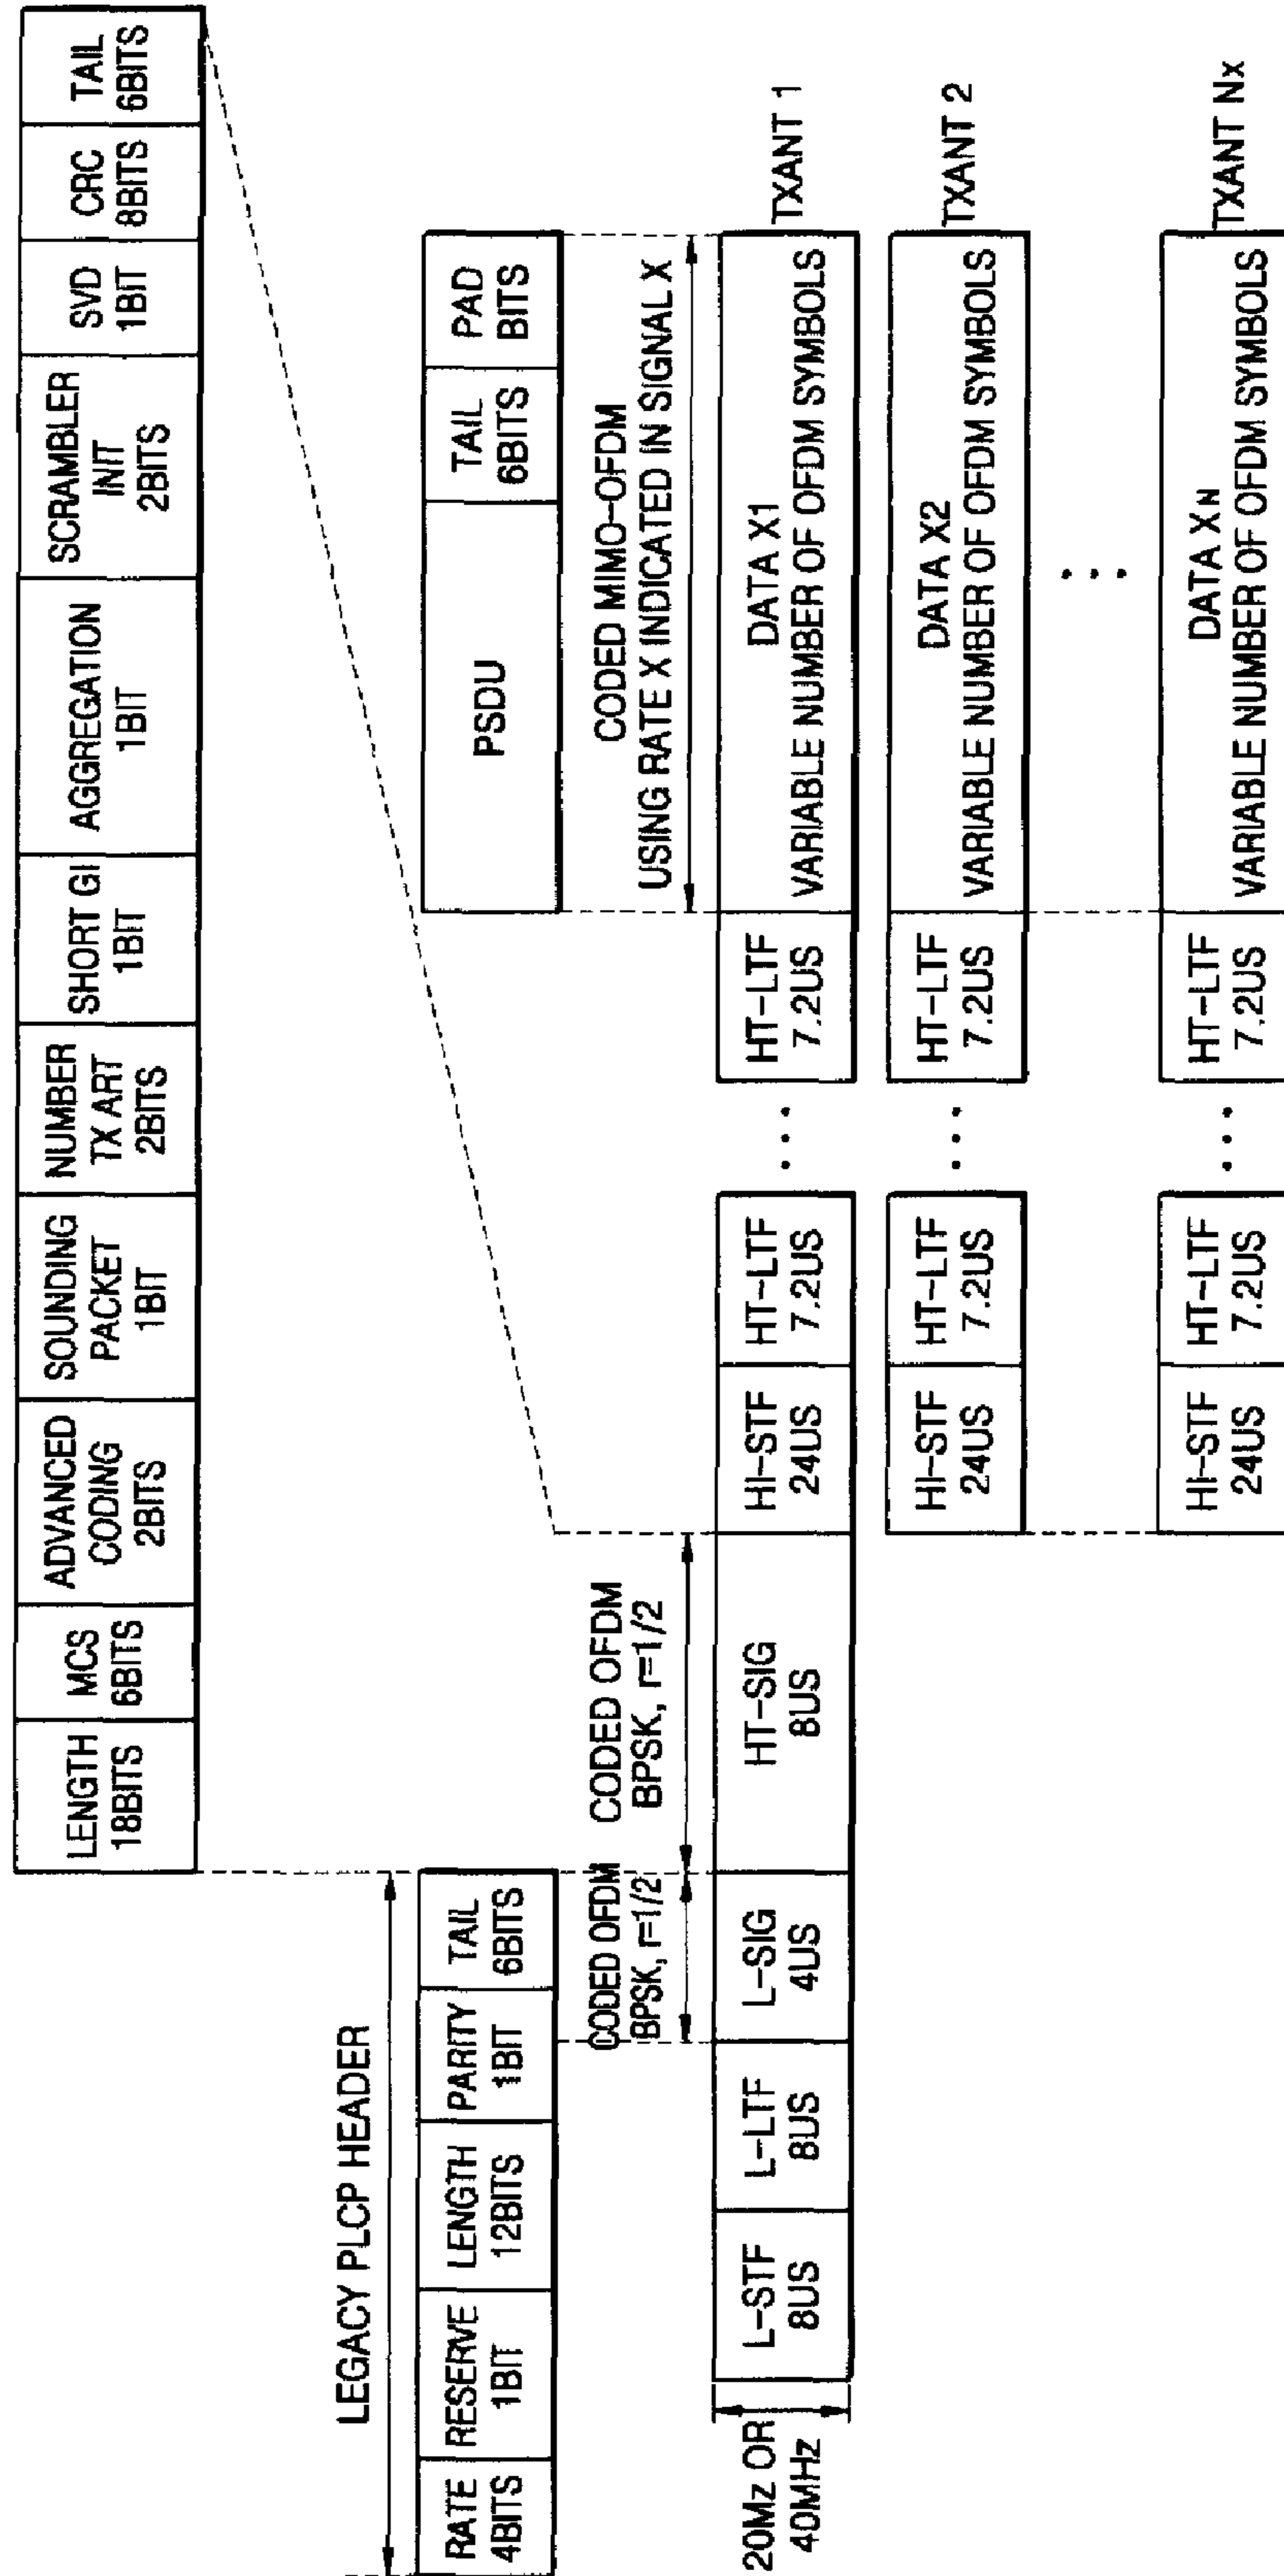 LENGTH
18BITS
MCS
6BITS
ADVANCED
CODING
2BITS
SOUNDING
PACKET
1BIT
NUMBER
TX ART
2BITS
SHORT GI
1BIT
AGGREGATION
1BIT
SCRAMBLER
INIT
2BITS
SVD
1BIT
CRC
8BITS
TAIL
6BITS
LEGACY PLCP HEADER
RATE
4BITS
RESERVE
1BIT
LENGTH
12BITS
PARITY
1BIT
TAIL
6BITS
PSDU
TAIL
6BITS
PAD
BITS
CODED OFDM
BPSK, r=1/2
CODED OFDM
BPSK, r=1/2
CODED MIMO-OFDM
USING RATE X INDICATED IN SIGNAL X
20Mz OR
40MHz
L-STF
8US
L-LTF
8US
L-SIG
4US
HT-SIG
8US
HI-STF
24US
HT-LTF
7.2US
...
HT-LTF
7.2US
DATA X1
VARIABLE NUMBER OF OFDM SYMBOLS
TXANT 1
HI-STF
24US
HT-LTF
7.2US
...
HT-LTF
7.2US
DATA X2
VARIABLE NUMBER OF OFDM SYMBOLS
TXANT 2
...
HI-STF
24US
HT-LTF
7.2US
...
HT-LTF
7.2US
DATA XN
VARIABLE NUMBER OF OFDM SYMBOLS
TXANT Nx